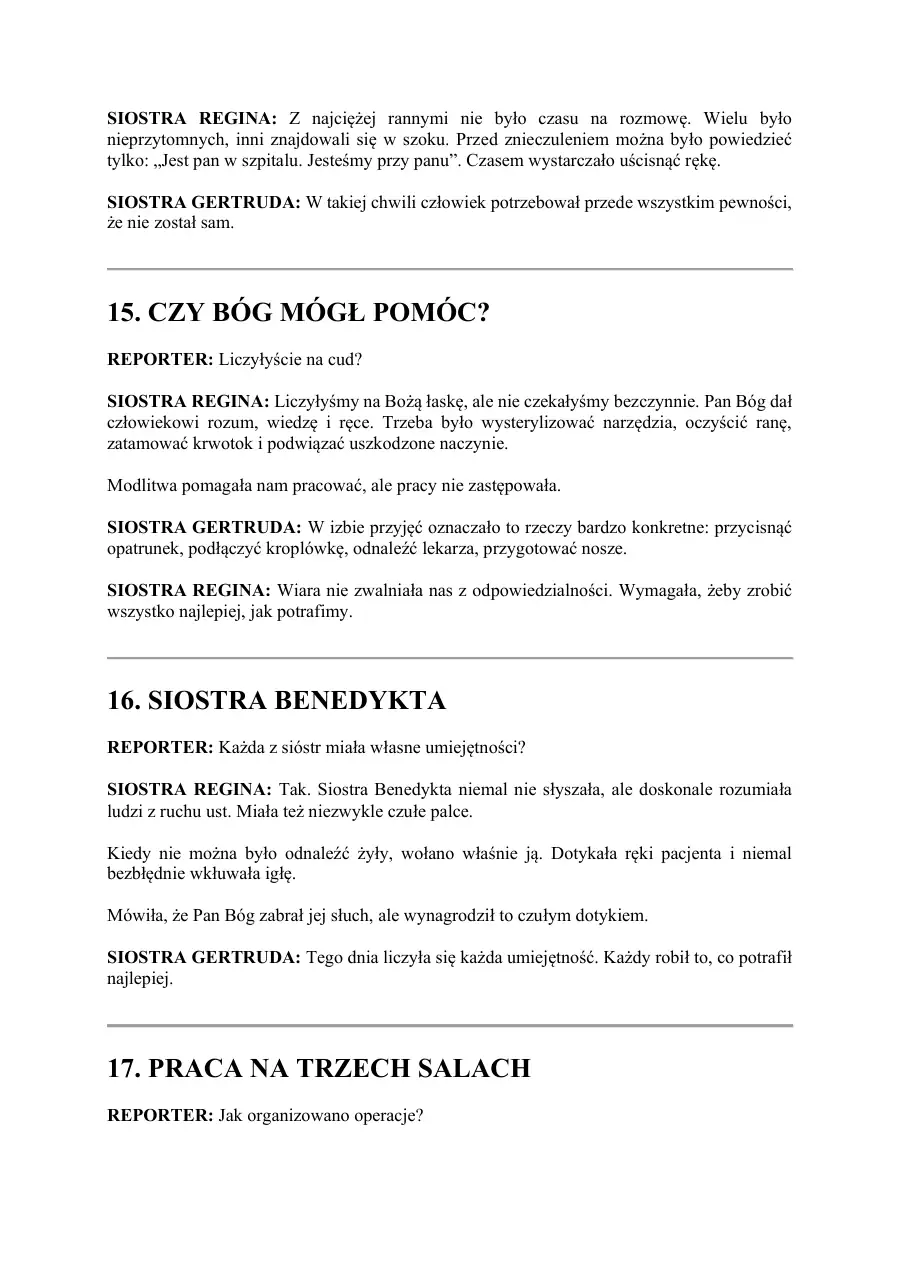 SIOSTRA REGINA: Z najciężej rannymi nie było czasu na rozmowę. Wielu było
nieprzytomnych, inni znajdowali się w szoku. Przed znieczuleniem można było powiedzieć
tylko: „Jest pan w szpitalu. Jesteśmy przy panu”. Czasem wystarczało uścisnąć rękę.
SIOSTRA GERTRUDA: W takiej chwili człowiek potrzebował przede wszystkim pewności,
że nie został sam.
15. CZY BÓG MÓGŁ POMÓC?
REPORTER: Liczyłyście na cud?
SIOSTRA REGINA: Liczyłyśmy na Bożą łaskę, ale nie czekałyśmy bezczynnie. Pan Bóg dał
człowiekowi rozum, wiedzę i ręce. Trzeba było wysterylizować narzędzia, oczyścić ranę,
zatamować krwotok i podwiązać uszkodzone naczynie.
Modlitwa pomagała nam pracować, ale pracy nie zastępowała.
SIOSTRA GERTRUDA: W izbie przyjęć oznaczało to rzeczy bardzo konkretne: przycisnąć
opatrunek, podłączyć kroplówkę, odnaleźć lekarza, przygotować nosze.
SIOSTRA REGINA: Wiara nie zwalniała nas z odpowiedzialności. Wymagała, żeby zrobić
wszystko najlepiej, jak potrafimy.
16. SIOSTRA BENEDYKTA
REPORTER: Każda z sióstr miała własne umiejętności?
SIOSTRA REGINA: Tak. Siostra Benedykta niemal nie słyszała, ale doskonale rozumiała
ludzi z ruchu ust. Miała też niezwykle czułe palce.
Kiedy nie można było odnaleźć żyły, wołano właśnie ją. Dotykała ręki pacjenta i niemal
bezbłędnie wkłuwała igłę.
Mówiła, że Pan Bóg zabrał jej słuch, ale wynagrodził to czułym dotykiem.
SIOSTRA GERTRUDA: Tego dnia liczyła się każda umiejętność. Każdy robił to, co potrafił
najlepiej.
17. PRACA NA TRZECH SALACH
REPORTER: Jak organizowano operacje?